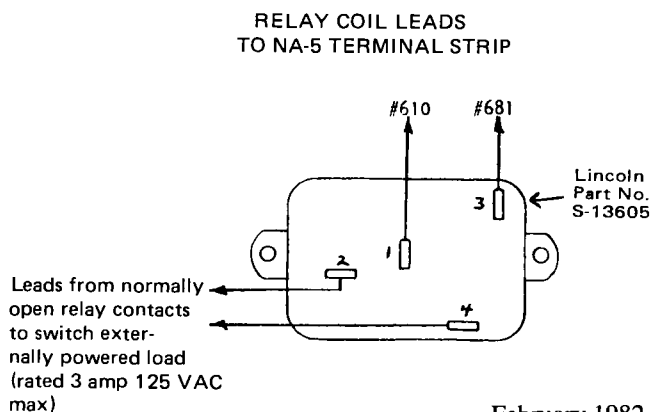 RELAY COIL LEADS
TO NA-5 TERMINAL STRIP
#610
#681
Lincoln
Part No.
S-13605
3
1
2
4
Leads from normally
open relay contacts
to switch exter-
nally powered load
(rated 3 amp 125 VAC
max)
February 1982